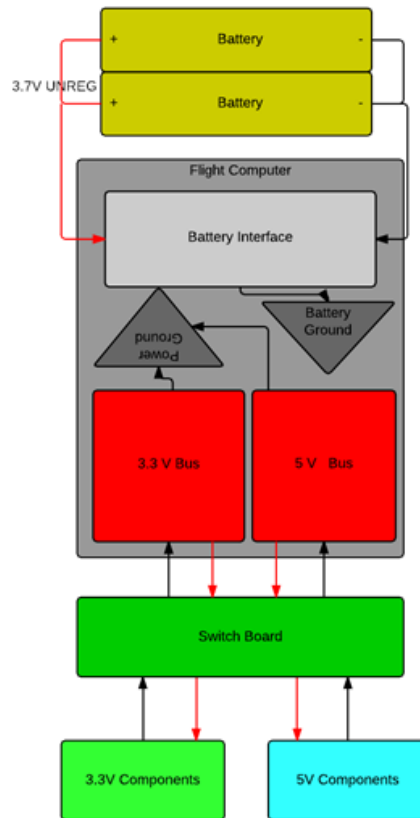 + Battery -
3.7V UNREG
+ Battery -
Flight Computer
Battery Interface
Battery
Ground
Power
Ground
3.3 V Bus
5 V Bus
Switch Board
3.3V Components
5V Components